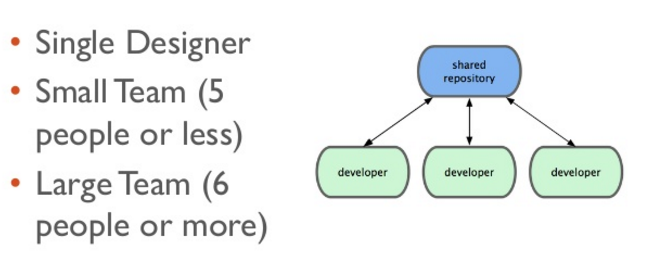 • Single Designer
• Small Team (5
people or less)
• Large Team (6
people or more)
shared
repository
developer
developer
developer